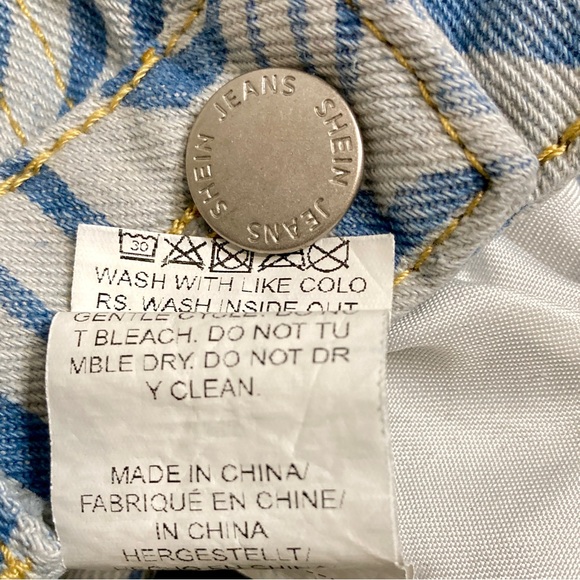 SHEIN JEANS SHEIN JEANS
30
WASH WITH LIKE COLO
RS. WASH INSIDE OUT
T BLEACH. DO NOT TU
MBLE DRY. DO NOT DR
Y CLEAN.
MADE IN CHINA/
FABRIQUÉ EN CHINE/
IN CHINA
HERGESTELLT/